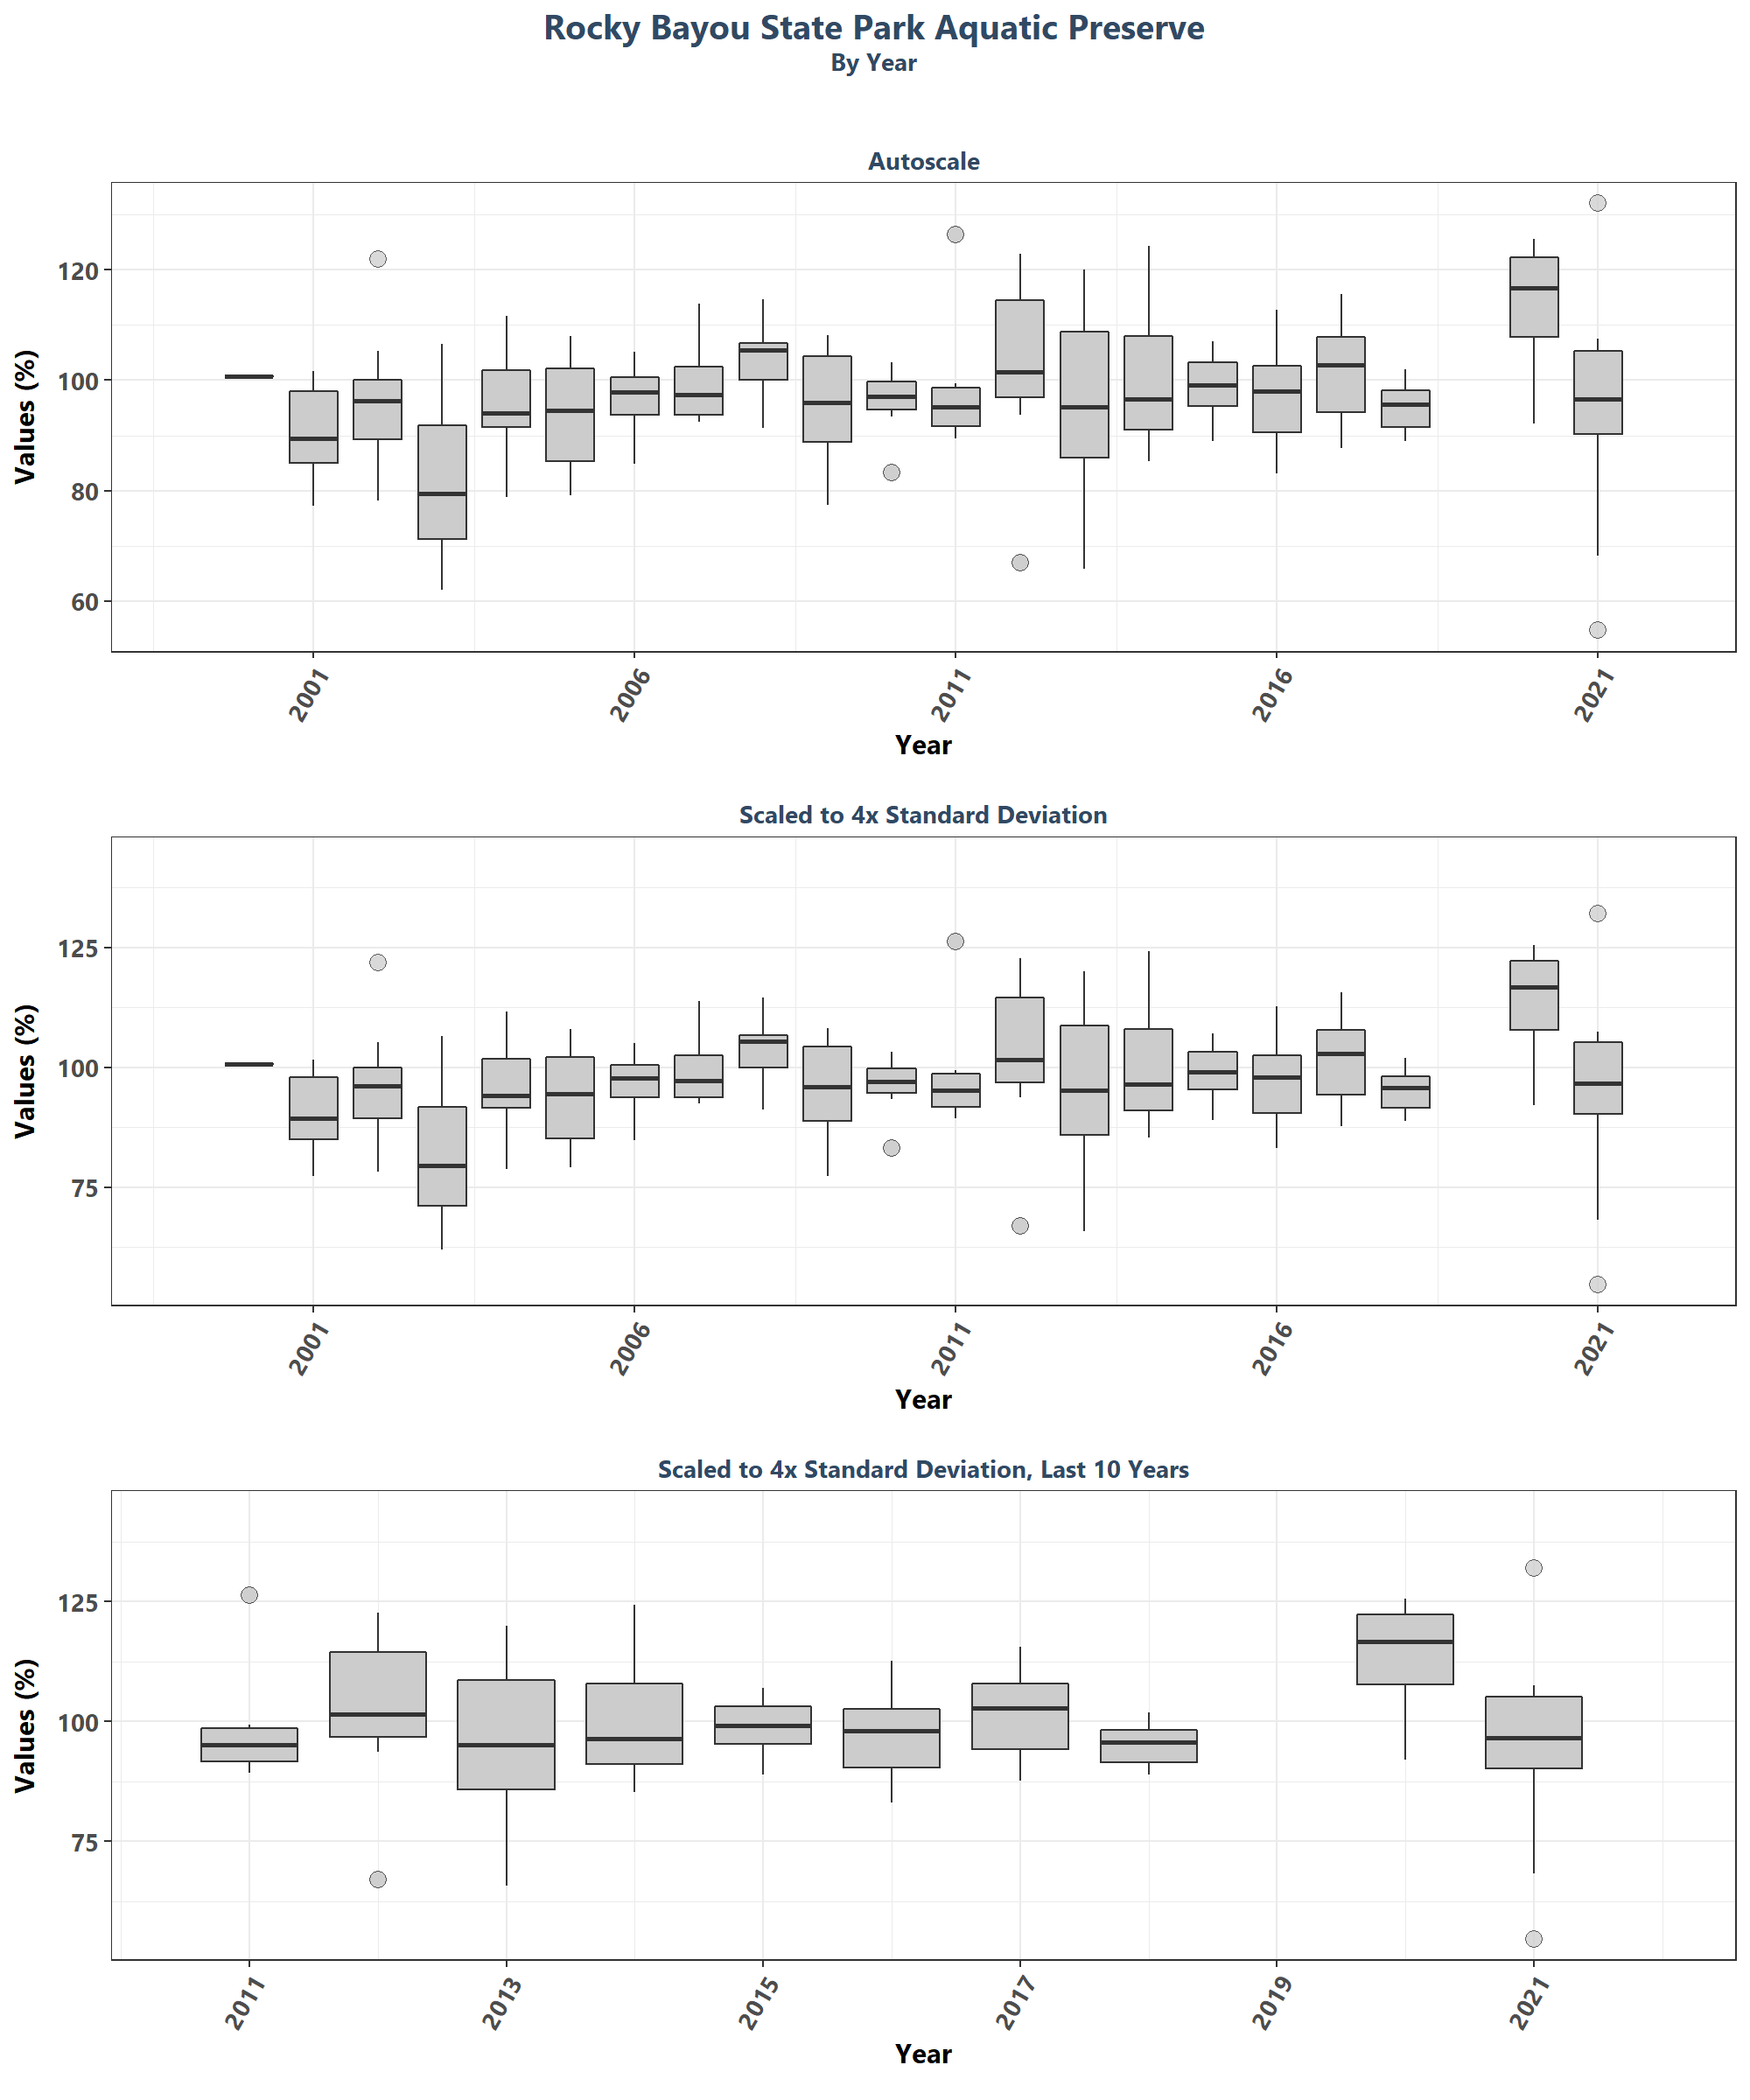 Rocky Bayou State Park Aquatic Preserve
By Year
Autoscale
Values (%)
120
100
80
60
2001
2006
2011
2016
2021
Year
Scaled to 4x Standard Deviation
Values (%)
125
100
75
2001
2006
2011
2016
2021
Year
Scaled to 4x Standard Deviation, Last 10 Years
Values (%)
125
100
75
2011
2013
2015
2017
2019
2021
Year